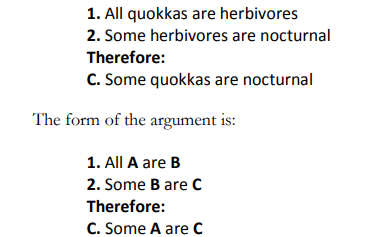 1. All quokkas are herbivores
2. Some herbivores are nocturnal
Therefore:
C. Some quokkas are nocturnal
The form of the argument is:
1. All A are B
2. Some B are C
Therefore:
C. Some A are C